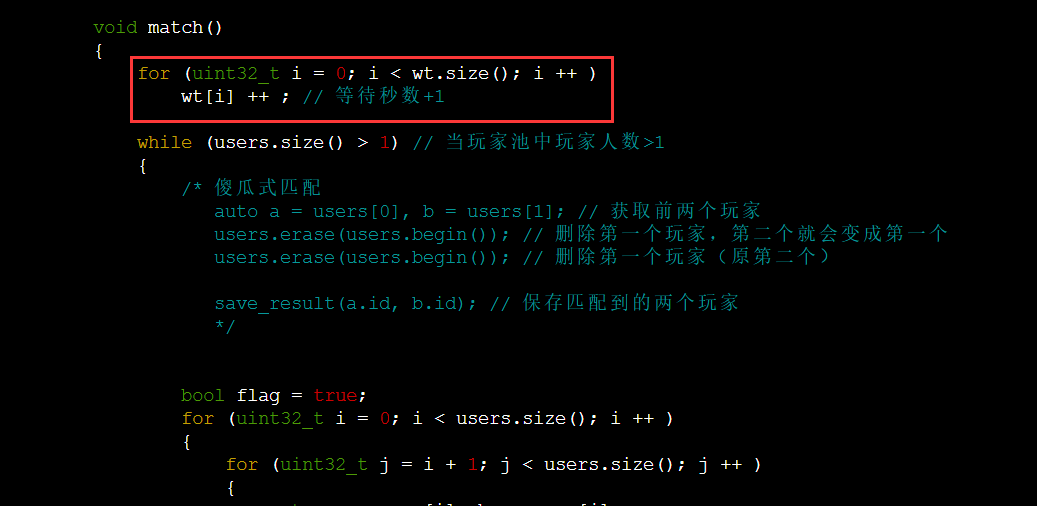 void match()
{
for (uint32_t i = 0; i < wt.size(); i ++ )
wt[i] ++ ; // 等待秒数+1
while (users.size() > 1) // 当玩家池中玩家人数>1
{
/* 傻瓜式匹配
auto a = users[0], b = users[1]; // 获取前两个玩家
users.erase(users.begin()); // 删除第一个玩家，第二个就会变成第一个
users.erase(users.begin()); // 删除第一个玩家（原第二个）
save_result(a.id, b.id); // 保存匹配到的两个玩家
*/
bool flag = true;
for (uint32_t i = 0; i < users.size(); i ++ )
{
for (uint32_t j = i + 1; j < users.size(); j ++ )
{